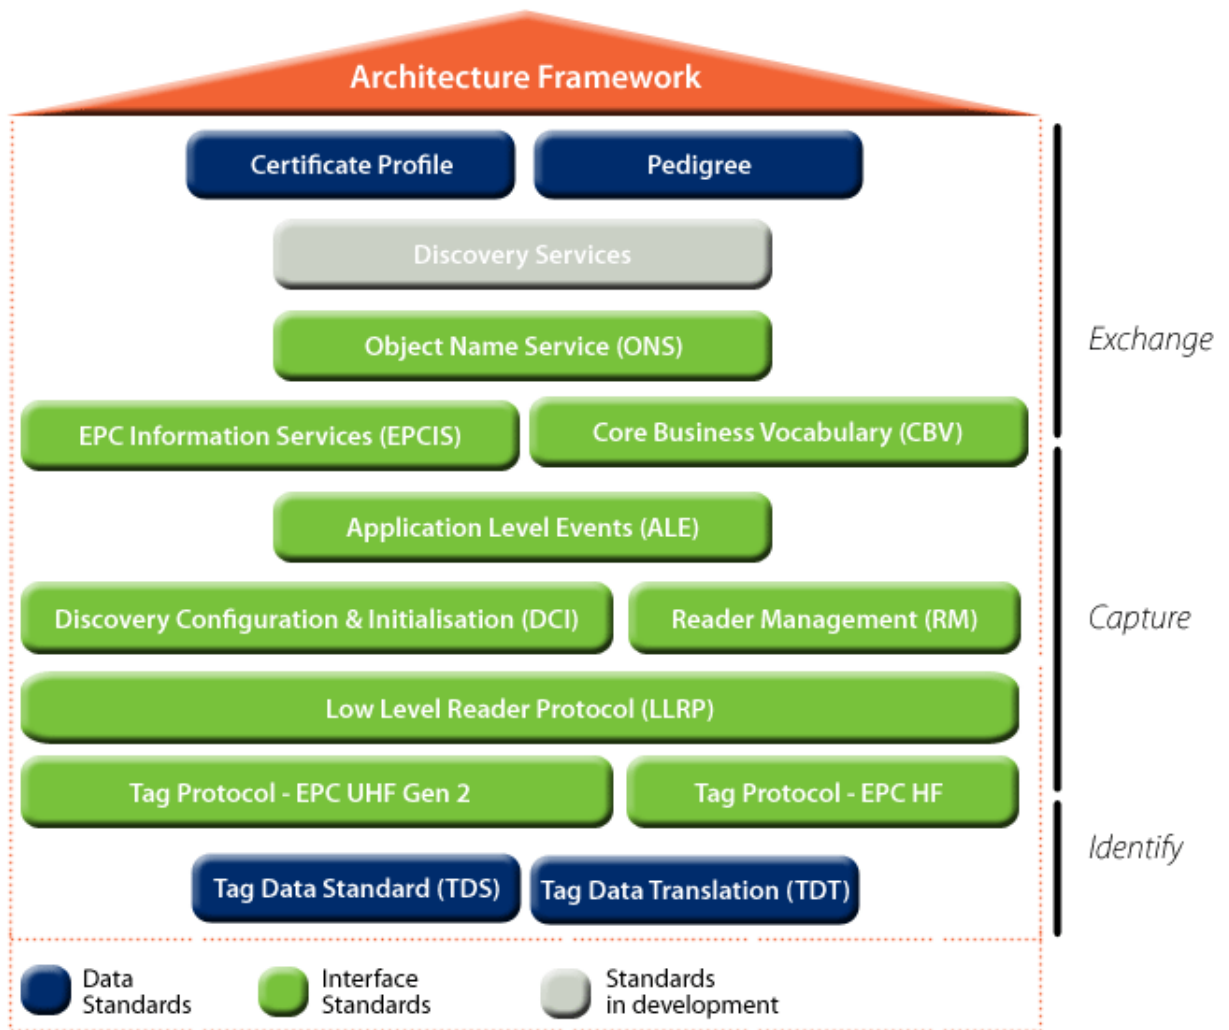 Architecture Framework
Certificate Profile
Pedigree
Discovery Services
Object Name Service (ONS)
Exchange
EPC Information Services (EPCIS)
Core Business Vocabulary (CBV)
Application Level Events (ALE)
Discovery Configuration & Initialisation (DCI)
Reader Management (RM)
Capture
Low Level Reader Protocol (LLRP)
Tag Protocol - EPC UHF Gen 2
Tag Protocol - EPC HF
Identify
Tag Data Standard (TDS)
Tag Data Translation (TDT)
Data
Standards
Interface
Standards
Standards
in development